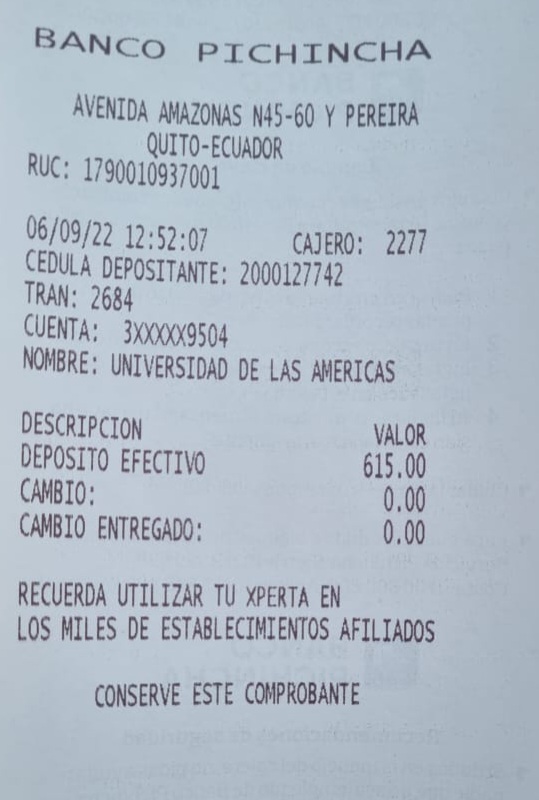 BANCO PICHINCHA
AVENIDA AMAZONAS N45-60 Y PEREIRA
QUITO-ECUADOR
RUC: 1790010937001
06/09/22 12:52:07 CAJERO: 2277
CEDULA DEPOSITANTE: 2000127742
TRAN: 2684
CUENTA: 3XXXXX9504
NOMBRE: UNIVERSIDAD DE LAS AMERICAS
DESCRIPCION VALOR
DEPOSITO EFECTIVO 615.00
CAMBIO: 0.00
CAMBIO ENTREGADO: 0.00
RECUERDA UTILIZAR TU XPERTA EN
LOS MILES DE ESTABLECIMIENTOS AFILIADOS
CONSERVE ESTE COMPROBANTE